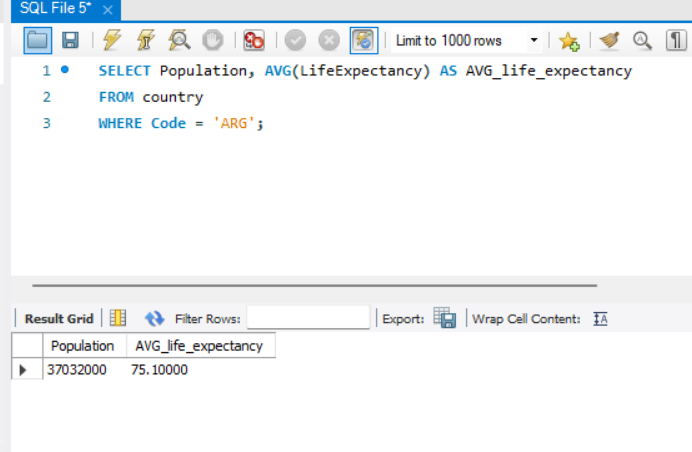 SQL File 5* ×
Limit to 1000 rows
1 SELECT Population, AVG(LifeExpectancy) AS AVG_life_expectancy
2 FROM country
3 WHERE Code = 'ARG';
Result Grid Filter Rows: Export: Wrap Cell Content: IA
Population AVG_life_expectancy
37032000 75.10000